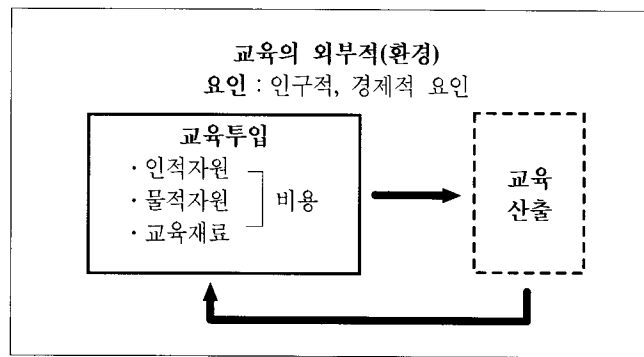 교육의 외부적(환경)
요인 : 인구적, 경제적 요인
교육투입
· 인적자원
· 물적자원
· 교육재료
비용
교육
산출